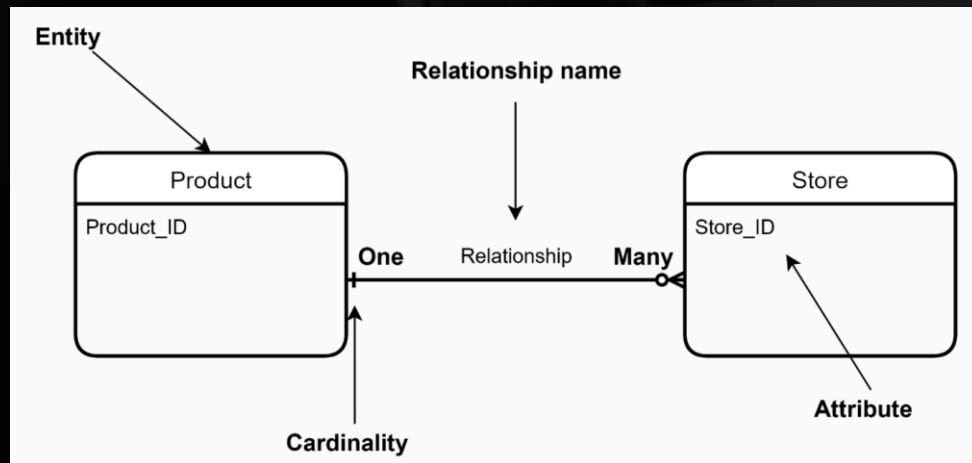 Entity
Relationship name
Product
Store
Product_ID
Store_ID
One
Relationship
Many
Attribute
Cardinality